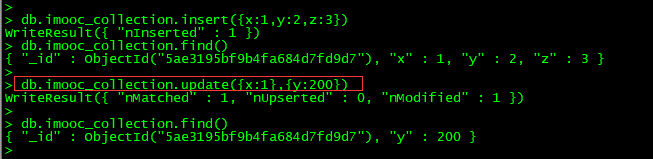 >
> db.imooc_collection.insert({x:1,y:2,z:3})
WriteResult({ "nInserted" : 1 })
> db.imooc_collection.find()
{ "_id" : ObjectId("5ae3195bf9b4fa684d7fd9d7"), "x" : 1, "y" : 2, "z" : 3 }
>
> db.imooc_collection.update({x:1},{y:200})
WriteResult({ "nMatched" : 1, "nUpserted" : 0, "nModified" : 1 })
>
> db.imooc_collection.find()
{ "_id" : ObjectId("5ae3195bf9b4fa684d7fd9d7"), "y" : 200 }
>